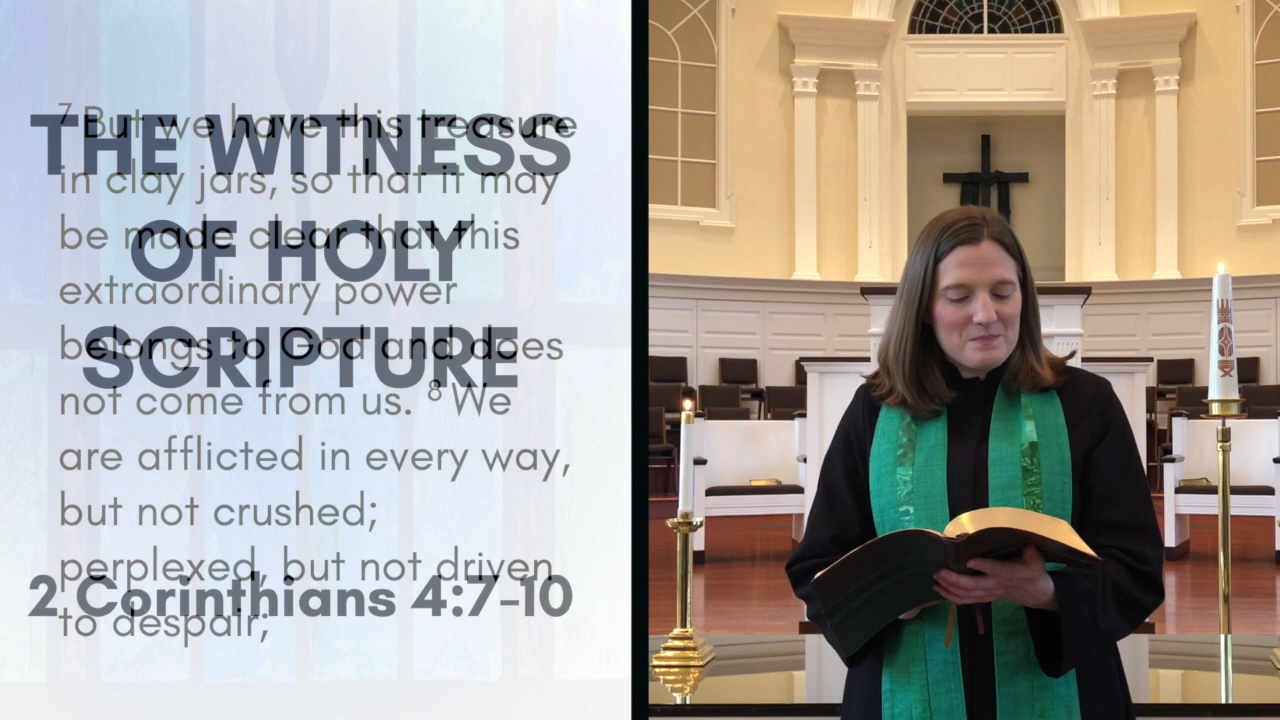 THE WITNESS
OF HOLY
SCRIPTURE
2 Corinthians 4:7-10
7 But we have this treasure
in clay jars, so that it may
be made clear that this
extraordinary power
belongs to God and does
not come from us. 8 We
are afflicted in every way,
but not crushed;
perplexed, but not driven
to despair;